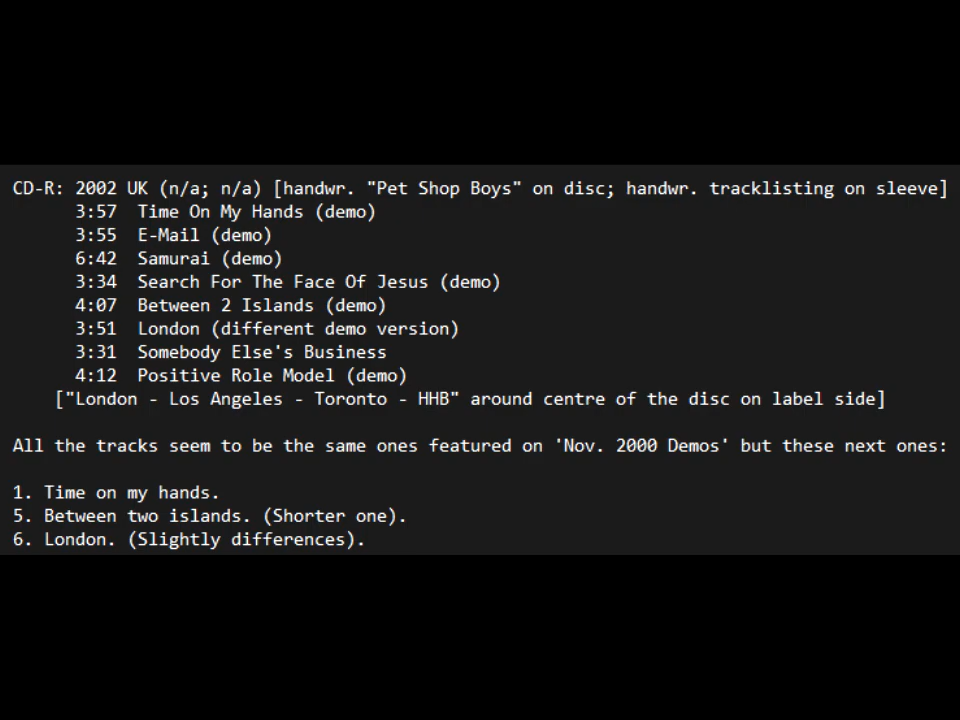 CD-R: 2002 UK (n/a; n/a) [handwr. "Pet Shop Boys" on disc; handwr. tracklisting on sleeve]
3:57 Time On My Hands (demo)
3:55 E-Mail (demo)
6:42 Samurai (demo)
3:34 Search For The Face Of Jesus (demo)
4:07 Between 2 Islands (demo)
3:51 London (different demo version)
3:31 Somebody Else's Business
4:12 Positive Role Model (demo)
["London - Los Angeles - Toronto - HHB" around centre of the disc on label side]
All the tracks seem to be the same ones featured on 'Nov. 2000 Demos' but these next ones:
1. Time on my hands.
5. Between two islands. (Shorter one).
6. London. (Slightly differences).